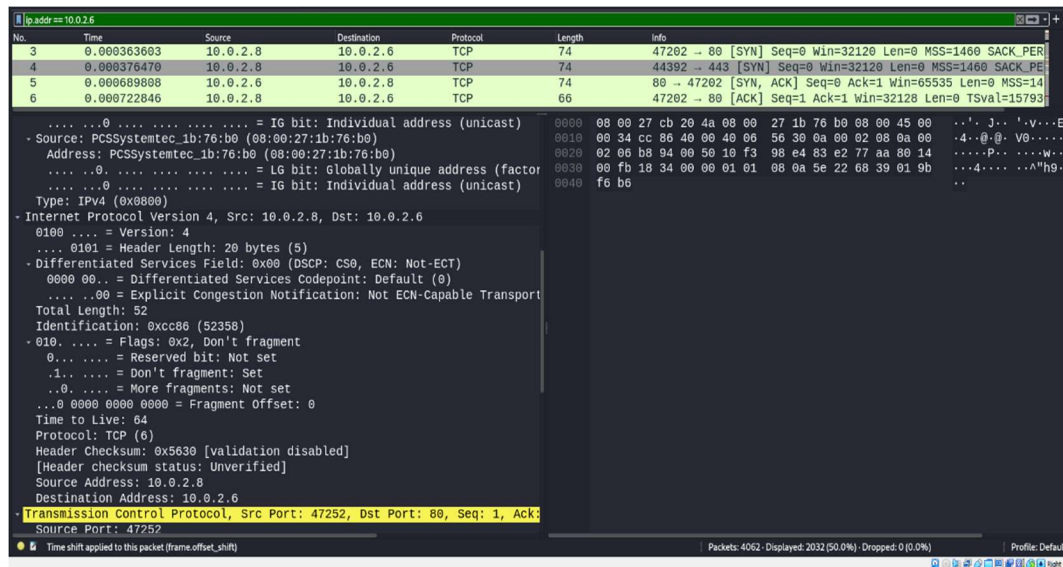 ip.addr == 10.0.2.6
No. Time Source Destination Protocol Length Info
3 0.000363603 10.0.2.8 10.0.2.6 TCP 74 47202 → 80 [SYN] Seq=0 Win=32120 Len=0 MSS=1460 SACK_PER
4 0.000376470 10.0.2.8 10.0.2.6 TCP 74 44392 → 443 [SYN] Seq=0 Win=32120 Len=0 MSS=1460 SACK_PE
5 0.000689808 10.0.2.6 10.0.2.8 TCP 74 80 → 47202 [SYN, ACK] Seq=0 Ack=1 Win=65535 Len=0 MSS=14
6 0.000722846 10.0.2.8 10.0.2.6 TCP 66 47202 → 80 [ACK] Seq=1 Ack=1 Win=32128 Len=0 TSval=15793
.... ...0 .... .... .... .... = IG bit: Individual address (unicast)
Source: PCSSystemtec_1b:76:b0 (08:00:27:1b:76:b0)
Address: PCSSystemtec_1b:76:b0 (08:00:27:1b:76:b0)
.... ..0. .... .... .... .... = LG bit: Globally unique address (factor
.... ...0 .... .... .... .... = IG bit: Individual address (unicast)
Type: IPv4 (0x0800)
Internet Protocol Version 4, Src: 10.0.2.8, Dst: 10.0.2.6
0100 .... = Version: 4
.... 0101 = Header Length: 20 bytes (5)
Differentiated Services Field: 0x00 (DSCP: CS0, ECN: Not-ECT)
0000 00.. = Differentiated Services Codepoint: Default (0)
.... ..00 = Explicit Congestion Notification: Not ECN-Capable Transport
Total Length: 52
Identification: 0xcc86 (52358)
010. .... = Flags: 0x2, Don't fragment
0... .... = Reserved bit: Not set
.1.. .... = Don't fragment: Set
..0. .... = More fragments: Not set
...0 0000 0000 0000 = Fragment Offset: 0
Time to Live: 64
Protocol: TCP (6)
Header Checksum: 0x5630 [validation disabled]
[Header checksum status: Unverified]
Source Address: 10.0.2.8
Destination Address: 10.0.2.6
Transmission Control Protocol, Src Port: 47252, Dst Port: 80, Seq: 1, Ack:
Source Port: 47252
0000 08 00 27 cb 20 4a 08 00 27 1b 76 b0 08 00 45 00 ··'· J·· '·v···E
0010 00 34 cc 86 40 00 40 06 56 30 0a 00 02 08 0a 00 ·4··@·@· V0·····
0020 02 06 b8 94 00 50 10 f3 98 e4 83 e2 77 aa 80 14 ·····P·· ····w··
0030 00 fb 18 34 00 00 01 01 08 0a 5e 22 68 39 01 9b ···4···· ··^"h9·
0040 f6 b6 ··
Time shift applied to this packet (frame.offset_shift)
Packets: 4062 · Displayed: 2032 (50.0%) · Dropped: 0 (0.0%)
Profile: Defau
Right